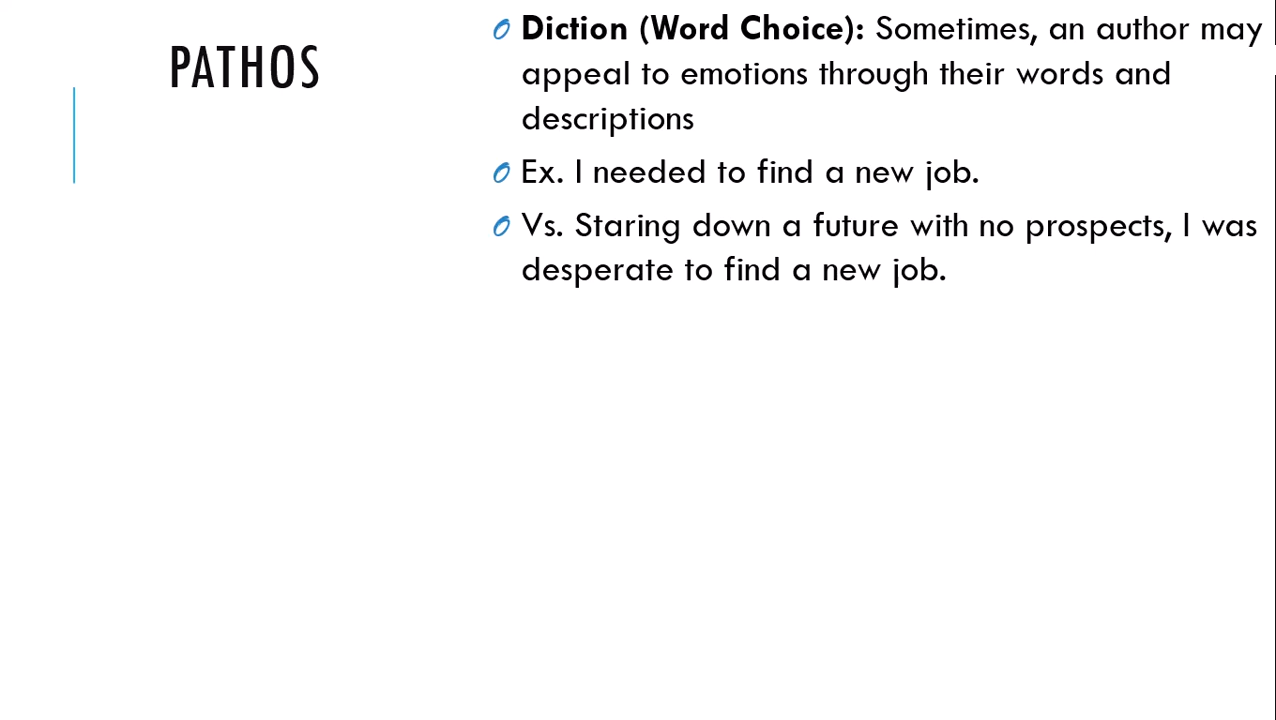 PATHOS
Diction (Word Choice): Sometimes, an author may
appeal to emotions through their words and
descriptions
Ex. I needed to find a new job.
Vs. Staring down a future with no prospects, I was
desperate to find a new job.